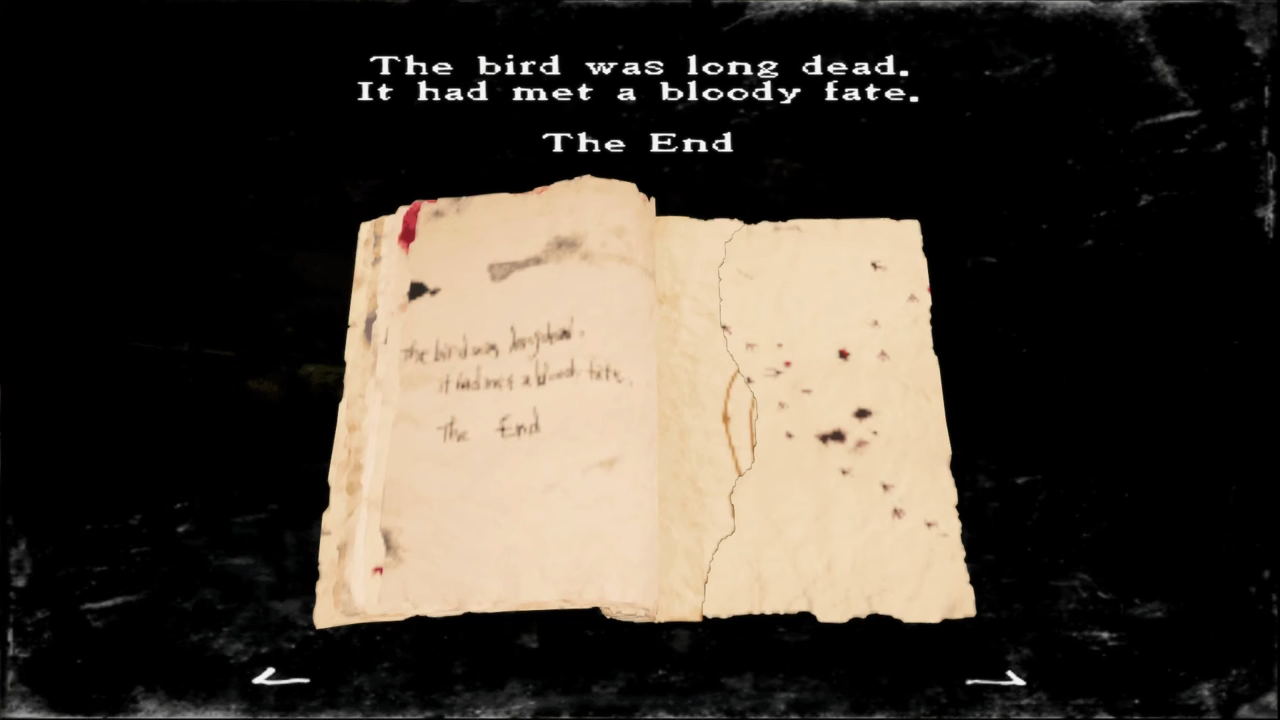 The bird was long dead.
It had met a bloody fate.
The End
The bird was long dead.
it had met a bloody fate.
The End